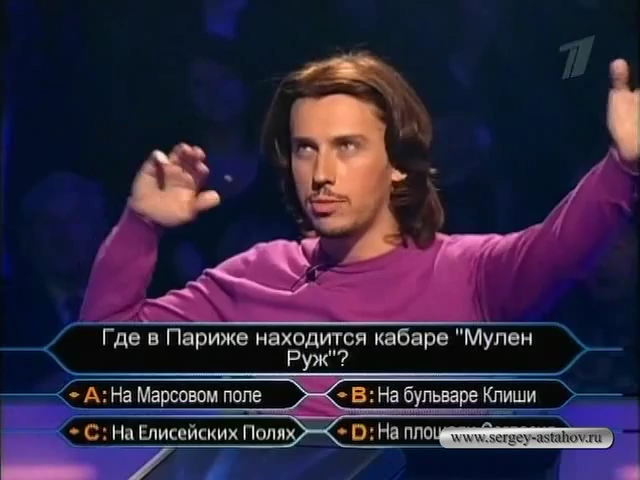 1
Где в Париже находится кабаре "Мулен
Руж"?
A: На Марсовом поле
B: На бульваре Клиши
C: На Елисейских Полях
D: На
www.sergey-astahov.ru